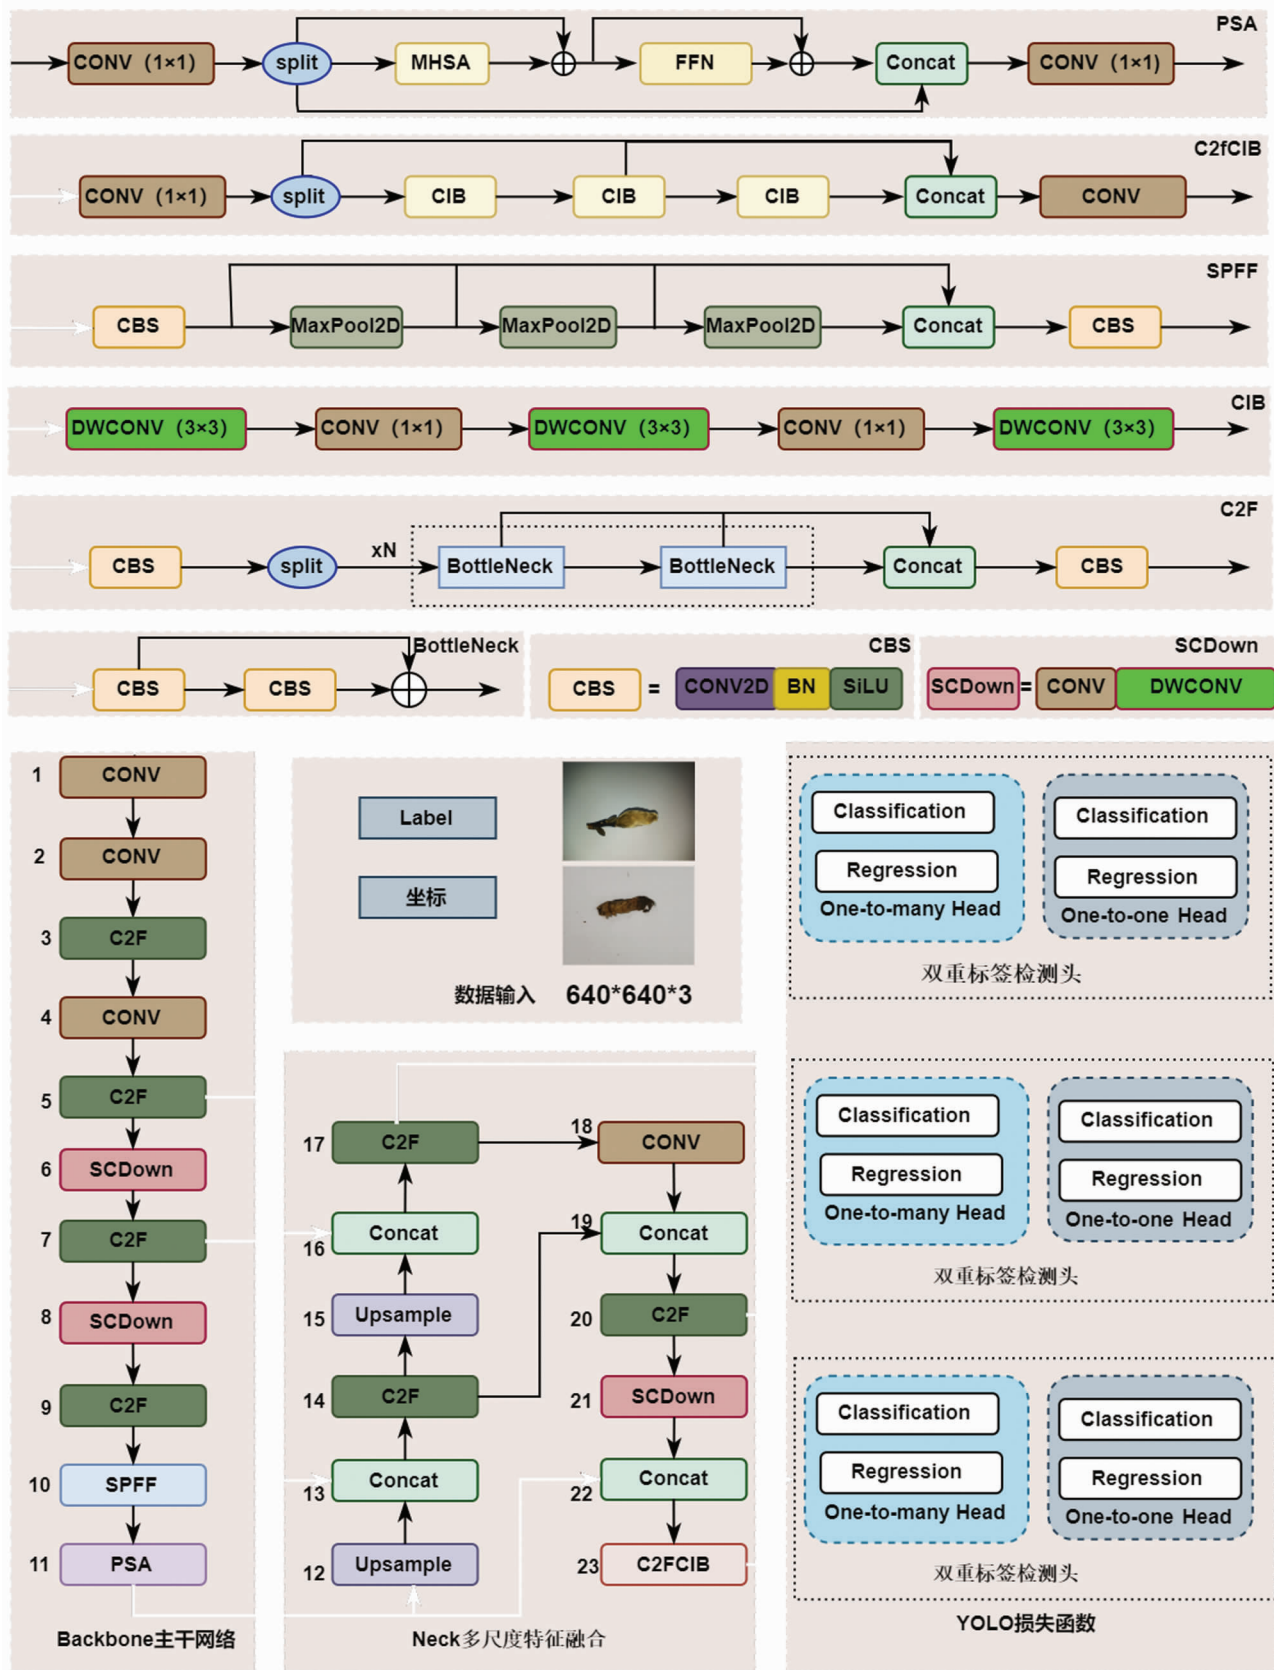 PSA
CONV（1×1） split MHSA FFN Concat CONV（1×1）
C2fCIB
CONV（1×1） split CIB CIB CIB Concat CONV
SPFF
CBS MaxPool2D MaxPool2D MaxPool2D Concat CBS
CIB
DWCONV（3×3） CONV（1×1） DWCONV（3×3） CONV（1×1） DWCONV（3×3）
C2F
CBS split xN BottleNeck BottleNeck Concat CBS
BottleNeck
CBS CBS
CBS
CBS = CONV2D BN SiLU
SCDown
SCDown = CONV DWCONV
1 CONV
2 CONV
3 C2F
4 CONV
5 C2F
6 SCDown
7 C2F
8 SCDown
9 C2F
10 SPFF
11 PSA
Backbone主干网络
Label
坐标
数据输入 640*640*3
17 C2F
16 Concat
15 Upsample
14 C2F
13 Concat
12 Upsample
18 CONV
19 Concat
20 C2F
21 SCDown
22 Concat
23 C2FCIB
Neck多尺度特征融合
Classification Classification
Regression Regression
One-to-many Head One-to-one Head
双重标签检测头
Classification Classification
Regression Regression
One-to-many Head One-to-one Head
双重标签检测头
Classification Classification
Regression Regression
One-to-many Head One-to-one Head
双重标签检测头
YOLO损失函数